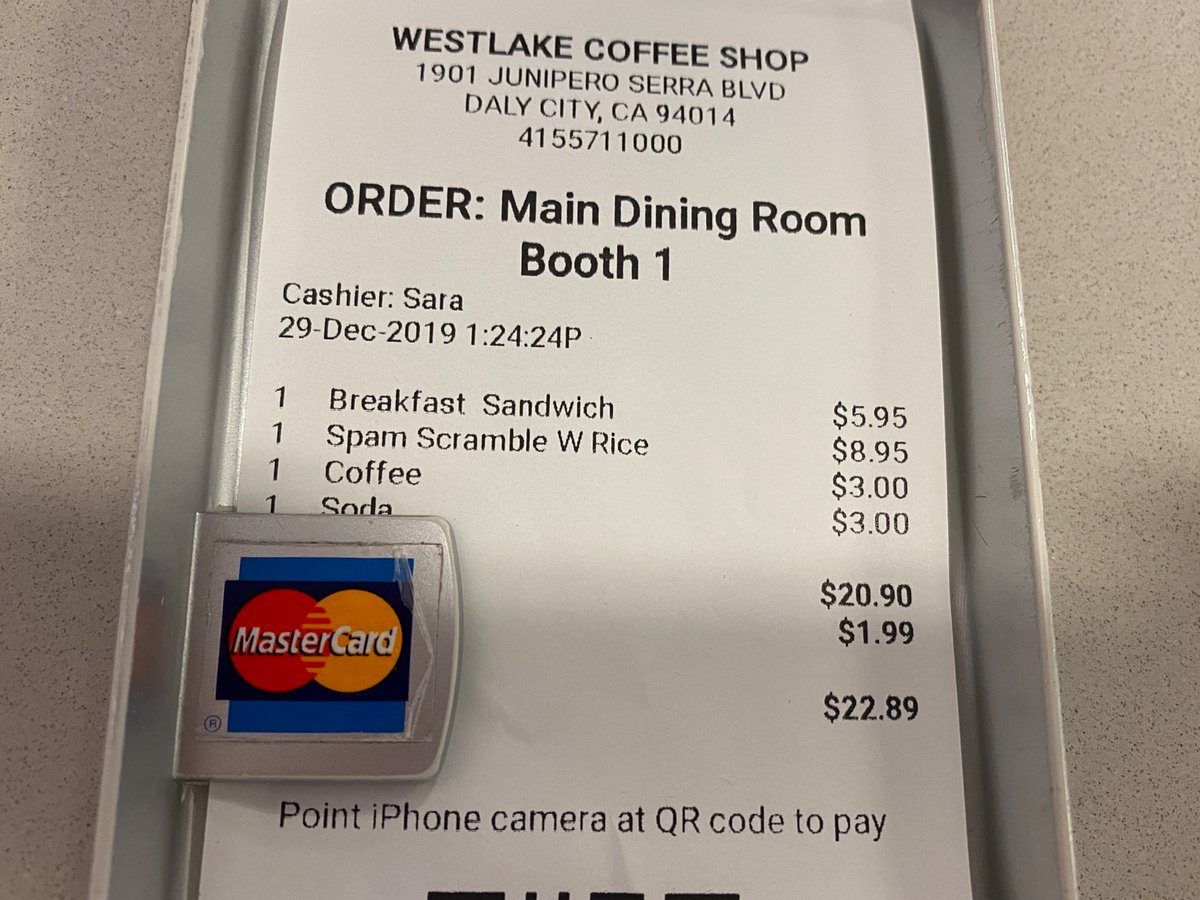 WESTLAKE COFFEE SHOP
1901 JUNIPERO SERRA BLVD
DALY CITY, CA 94014
4155711000
ORDER: Main Dining Room
Booth 1
Cashier: Sara
29-Dec-2019 1:24:24P
1 Breakfast Sandwich $5.95
1 Spam Scramble W Rice $8.95
1 Coffee $3.00
1 Soda $3.00
$20.90
$1.99
$22.89
MasterCard
®
Point iPhone camera at QR code to pay